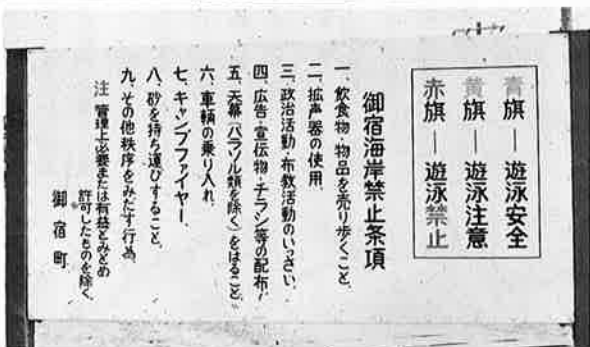 青旗―遊泳安全
黄旗―遊泳注意
赤旗―遊泳禁止
御宿海岸禁止条項
一、飲食物・物品を売り歩くこと、
二、拡声器の使用、
三、政治活動・布教活動のいっさい、
四、広告・宣伝物・チラシ等の配布、
五、天幕(パラソル類を除く)をはること、
六、車輌の乗り入れ、
七、キャンプファイヤー、
八、砂を持ち運びすること、
九、その他秩序をみだす行為、
注 管理上必要または有益とみとめ
許可したものを除く
御宿町